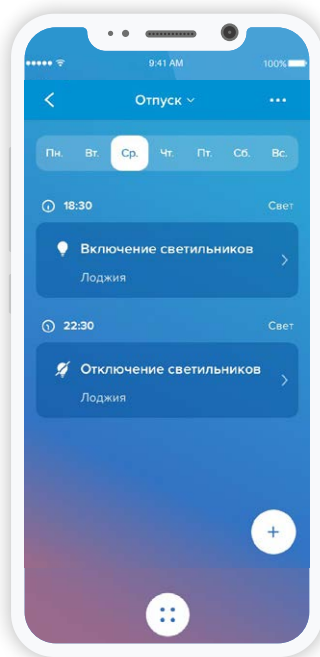 9:41 AM 100%
Отпуск
Пн. Вт. Ср. Чт. Пт. Сб. Вс.
18:30 Свет
Включение светильников
Лоджия
22:30 Свет
Отключение светильников
Лоджия